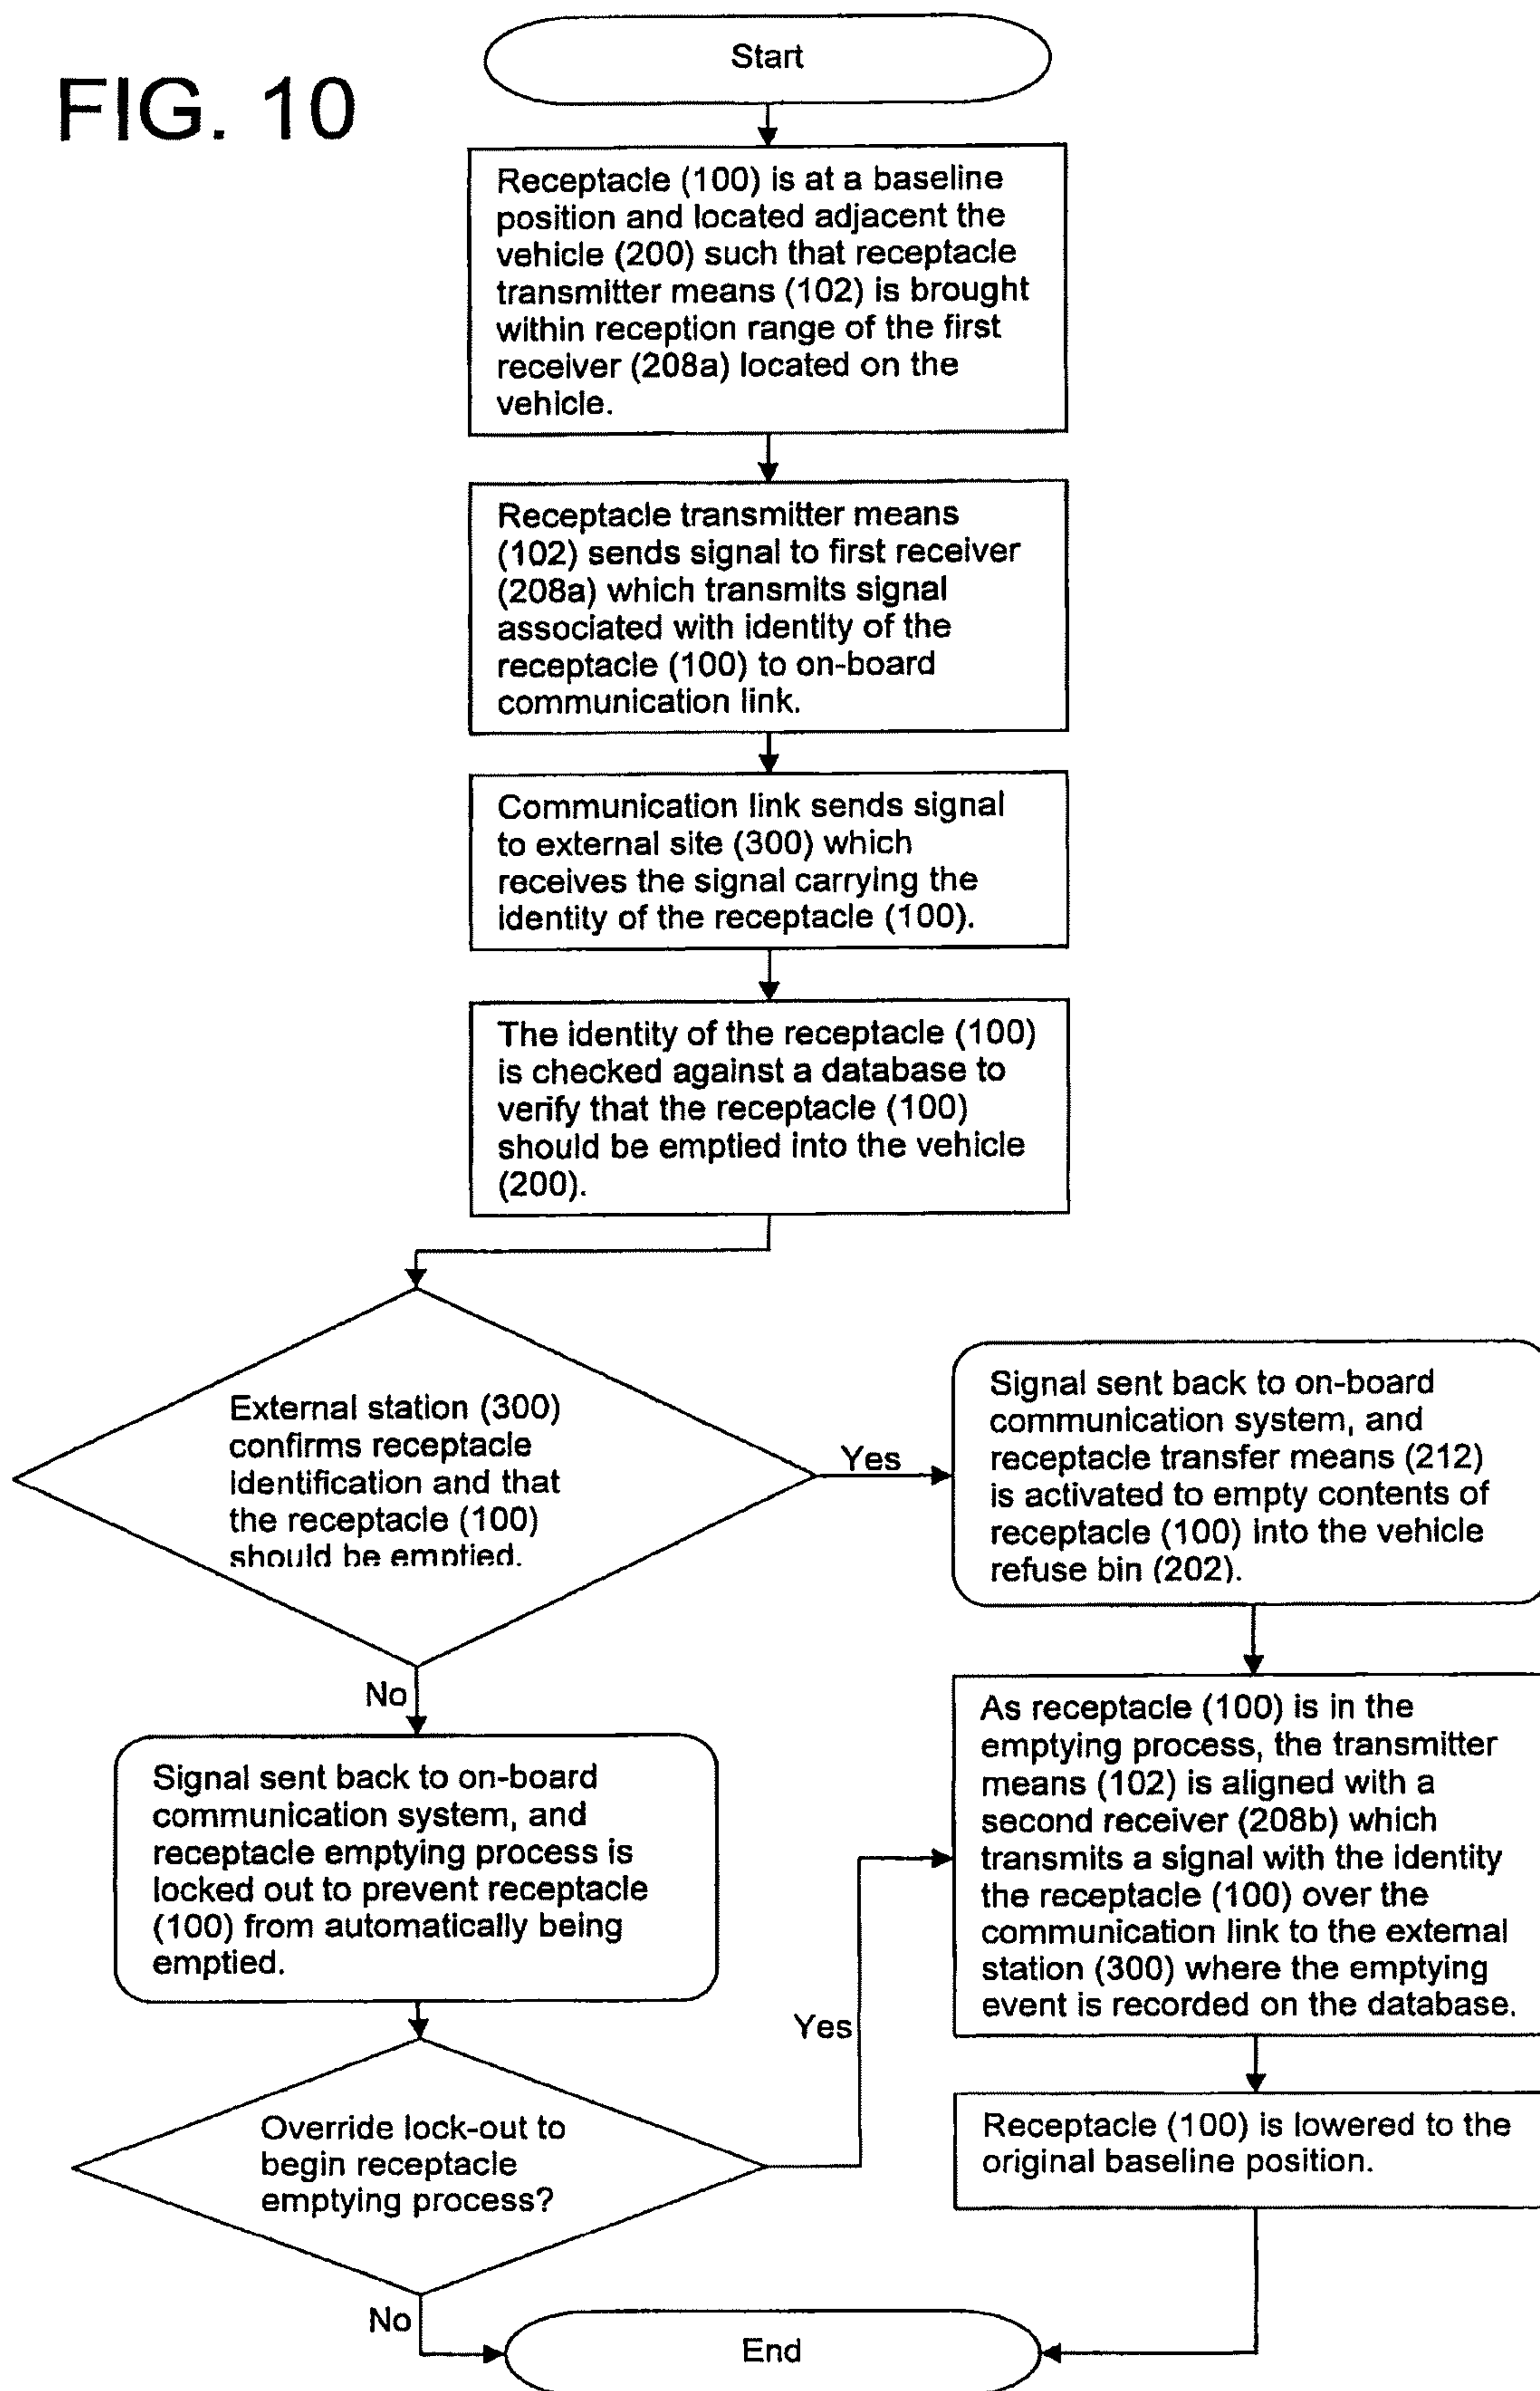 FIG. 10
Start
Receptacle (100) is at a baseline
position and located adjacent the
vehicle (200) such that receptacle
transmitter means (102) is brought
within reception range of the first
receiver (208a) located on the
vehicle.
Receptacle transmitter means
(102) sends signal to first receiver
(208a) which transmits signal
associated with identity of the
receptacle (100) to on-board
communication link.
Communication link sends signal
to external site (300) which
receives the signal carrying the
identity of the receptacle (100).
The identity of the receptacle (100)
is checked against a database to
verify that the receptacle (100)
should be emptied into the vehicle
(200).
External station (300)
confirms receptacle
identification and that
the receptacle (100)
should be emptied.
Yes
Signal sent back to on-board
communication system, and
receptacle transfer means (212)
is activated to empty contents of
receptacle (100) into the vehicle
refuse bin (202).
No
Signal sent back to on-board
communication system, and
receptacle emptying process is
locked out to prevent receptacle
(100) from automatically being
emptied.
As receptacle (100) is in the
emptying process, the transmitter
means (102) is aligned with a
second receiver (208b) which
transmits a signal with the identity
the receptacle (100) over the
communication link to the external
station (300) where the emptying
event is recorded on the database.
Yes
Override lock-out to
begin receptacle
emptying process?
Receptacle (100) is lowered to the
original baseline position.
No
End